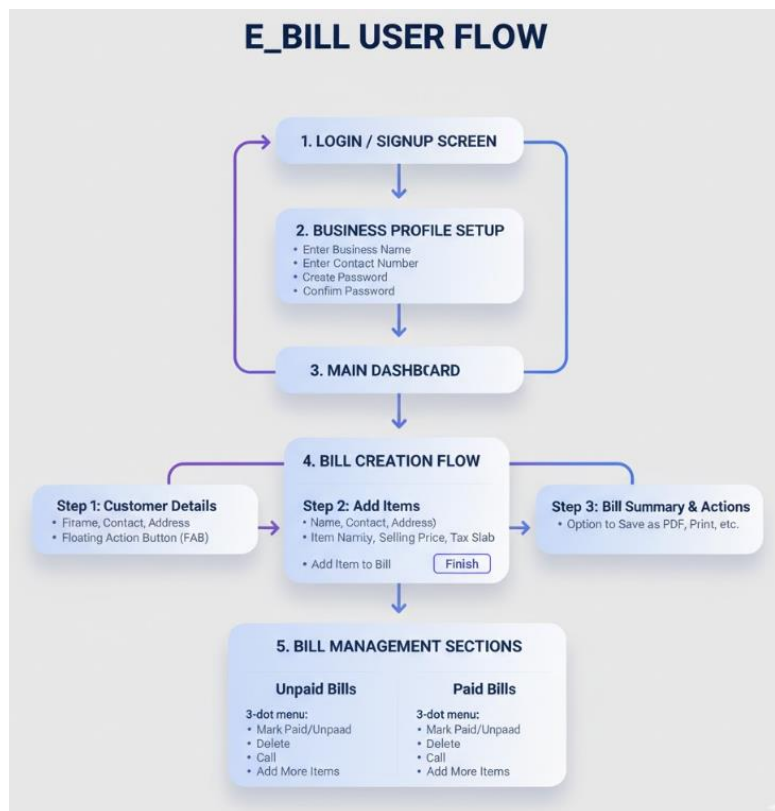 E_BILL USER FLOW
1. LOGIN / SIGNUP SCREEN
2. BUSINESS PROFILE SETUP
• Enter Business Name
• Enter Contact Number
• Create Password
• Confiim Password
3. MAIN DASHBCARD
4. BILL CREATION FLOW
Step 1: Customer Details
• Firame, Contact, Address
• Floating Action Button (FAB)
Step 2: Add Items
• Name, Contact, Address)
• Item Namiy, Selling Price, Tax Slab
• Add Item to Bill
Finish
Step 3: Bill Summary & Actions
• Option to Save as PDF, Print, etc.
5. BILL MANAGEMENT SECTIONS
Unpaid Bills
3-dot menu:
• Mark Paid/Unpaad
• Delete
• Call
• Add More Items
Paid Bills
3-dot menu:
• Mark Paid/Unpaad
• Delete
• Call
• Add More Items